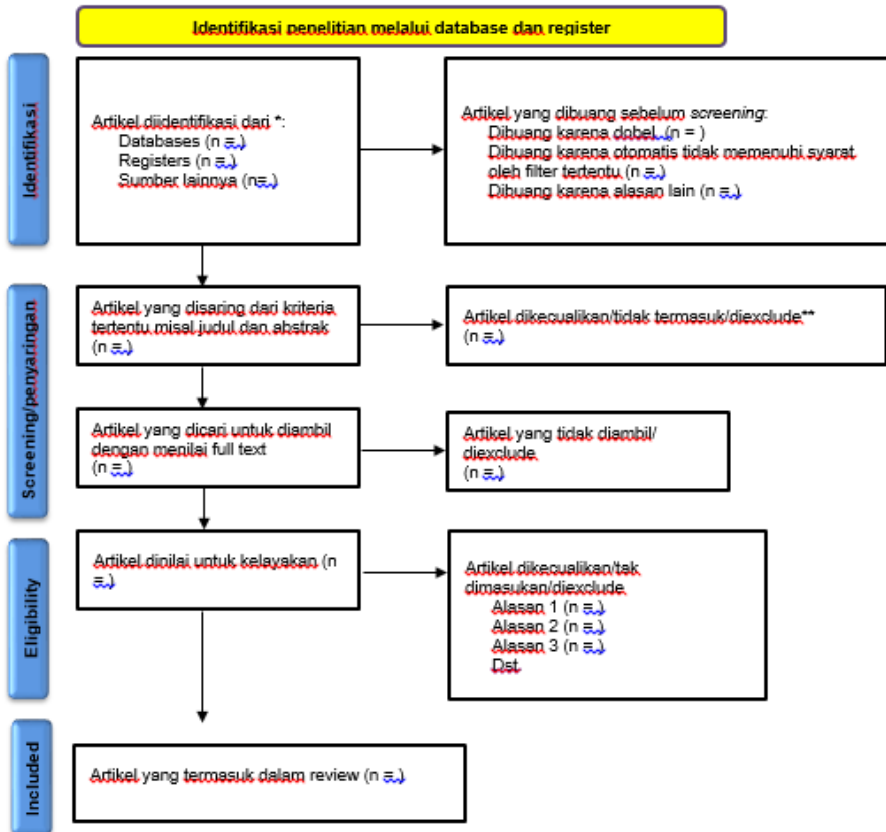 Identifikasi penelitian melalui database dan register
Identifikasi
Artikel diidentifikasi dari *:
Databases (n =.)
Registers (n =.)
Sumber lainnya (n=.)
Artikel yang dibuang sebelum screening:
Dibuang karena dobel. (n = )
Dibuang karena otomatis tidak memenuhi syarat
oleh filter tertentu (n =.)
Dibuang karena alasan lain (n =.)
Screening/penyaringan
Artikel yang disaring dari kriteria
tertentu misal judul dan abstrak
(n =.)
Artikel dikecualikan/tidak termasuk/diexclude**
(n =.)
Artikel yang dicari untuk diambil
dengan menilai full text
(n =.)
Artikel yang tidak diambil/
diexclude
(n =.)
Eligibility
Artikel dinilai untuk kelayakan (n
=.)
Artikel dikecualikan/tak
dimasukan/diexclude
Alasan 1 (n =.)
Alasan 2 (n =.)
Alasan 3 (n =.)
Dst
Included
Artikel yang termasuk dalam review (n =.)